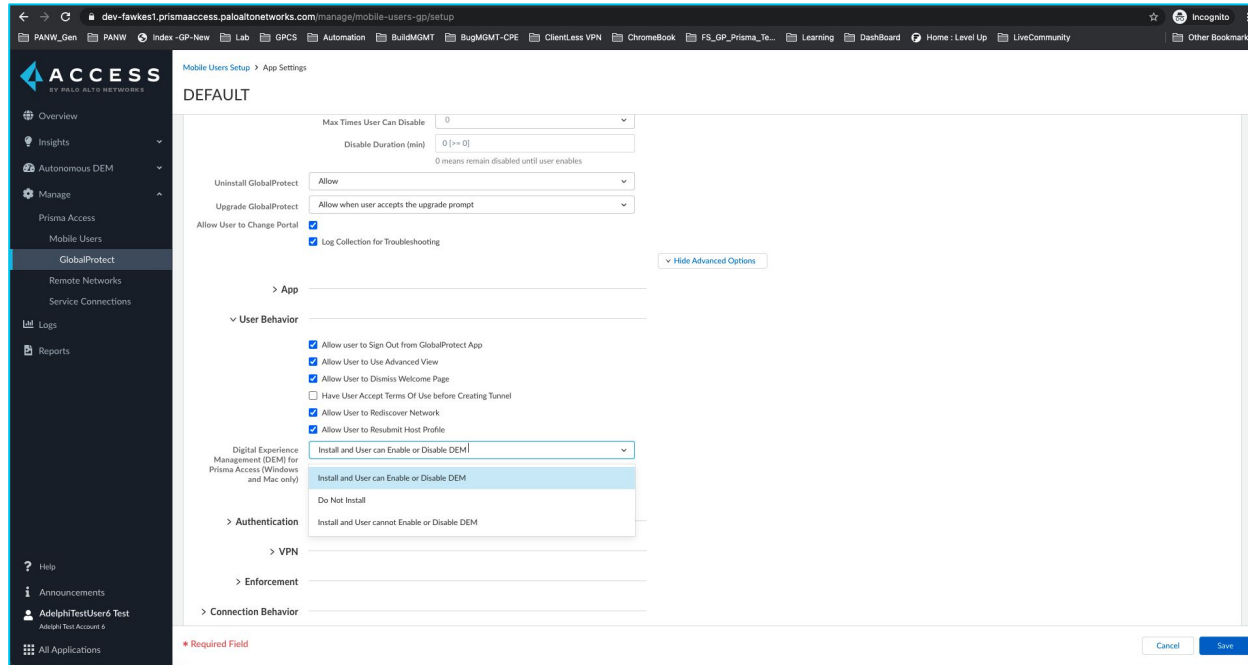 dev-fawkes1.prismaaccess.paloaltonetworks.com/manage/mobile-users-gp/setup
Incognito
PANW_Gen PANW Index -GP-New Lab GPCS Automation BuildMGMT BugMGMT-CPE ClientLess VPN ChromeBook FS_GP_Prisma_Te... Learning DashBoard Home : Level Up LiveCommunity Other Bookmark
ACCESS
BY PALO ALTO NETWORKS
Overview
Insights
Autonomous DEM
Manage
Prisma Access
Mobile Users
GlobalProtect
Remote Networks
Service Connections
Logs
Reports
? Help
Announcements
AdelphiTestUser6 Test
Adelphi Test Account 6
All Applications
Mobile Users Setup > App Settings
DEFAULT
Max Times User Can Disable 0
Disable Duration (min) 0 [>= 0]
0 means remain disabled until user enables
Uninstall GlobalProtect Allow
Upgrade GlobalProtect Allow when user accepts the upgrade prompt
Allow User to Change Portal
Log Collection for Troubleshooting
Hide Advanced Options
> App
User Behavior
Allow user to Sign Out from GlobalProtect App
Allow User to Use Advanced View
Allow User to Dismiss Welcome Page
Have User Accept Terms Of Use before Creating Tunnel
Allow User to Rediscover Network
Allow User to Resubmit Host Profile
Digital Experience
Management (DEM) for
Prisma Access (Windows
and Mac only)
Install and User can Enable or Disable DEM
Install and User can Enable or Disable DEM
Do Not Install
Install and User cannot Enable or Disable DEM
> Authentication
> VPN
> Enforcement
> Connection Behavior
* Required Field
Cancel Save